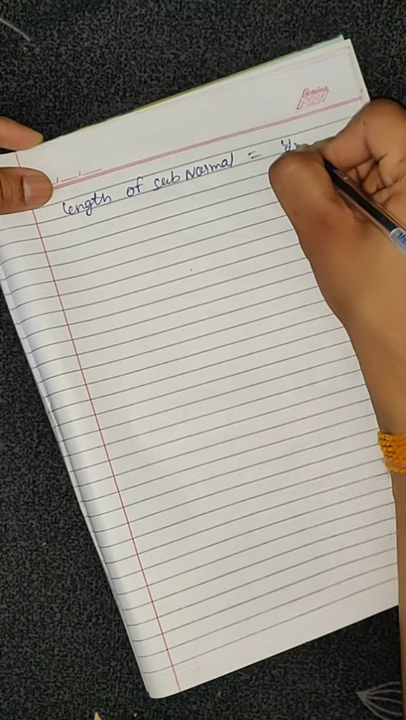 length of sub Normal = y